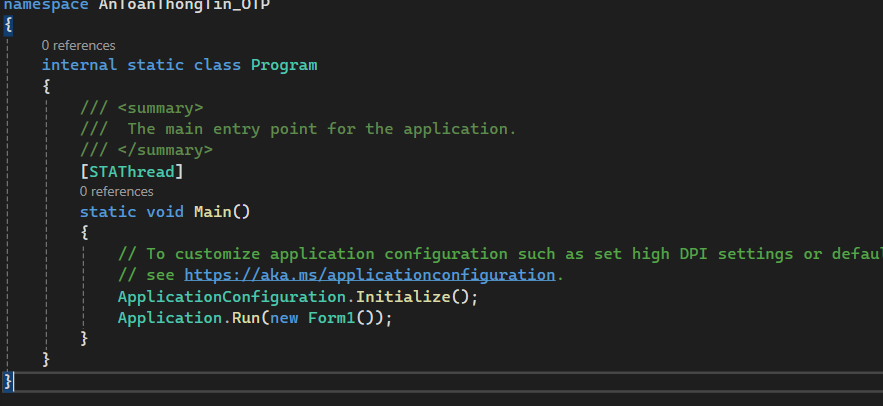 namespace AnToanThongTin_OTP
{
0 references
internal static class Program
{
/// <summary>
///  The main entry point for the application.
/// </summary>
[STAThread]
0 references
static void Main()
{
// To customize application configuration such as set high DPI settings or defau
// see https://aka.ms/applicationconfiguration.
ApplicationConfiguration.Initialize();
Application.Run(new Form1());
}
}
}